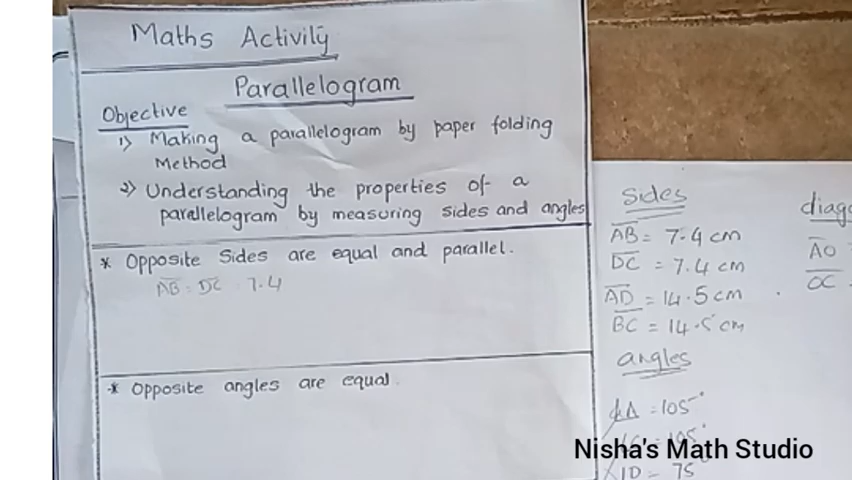 Maths Activity
Parallelogram
Objective
1) Making a parallelogram by paper folding
Method
2) Understanding the properties of a
parallelogram by measuring sides and angles
* Opposite Sides are equal and parallel.
AB = DC = 7.4
* Opposite angles are equal.
Sides
AB = 7.4 cm
DC = 7.4 cm
AD = 14.5 cm
BC = 14.5 cm
angles
∠A = 105°
∠C = 105°
∠D = 75°
diag
AO
OC
Nisha's Math Studio